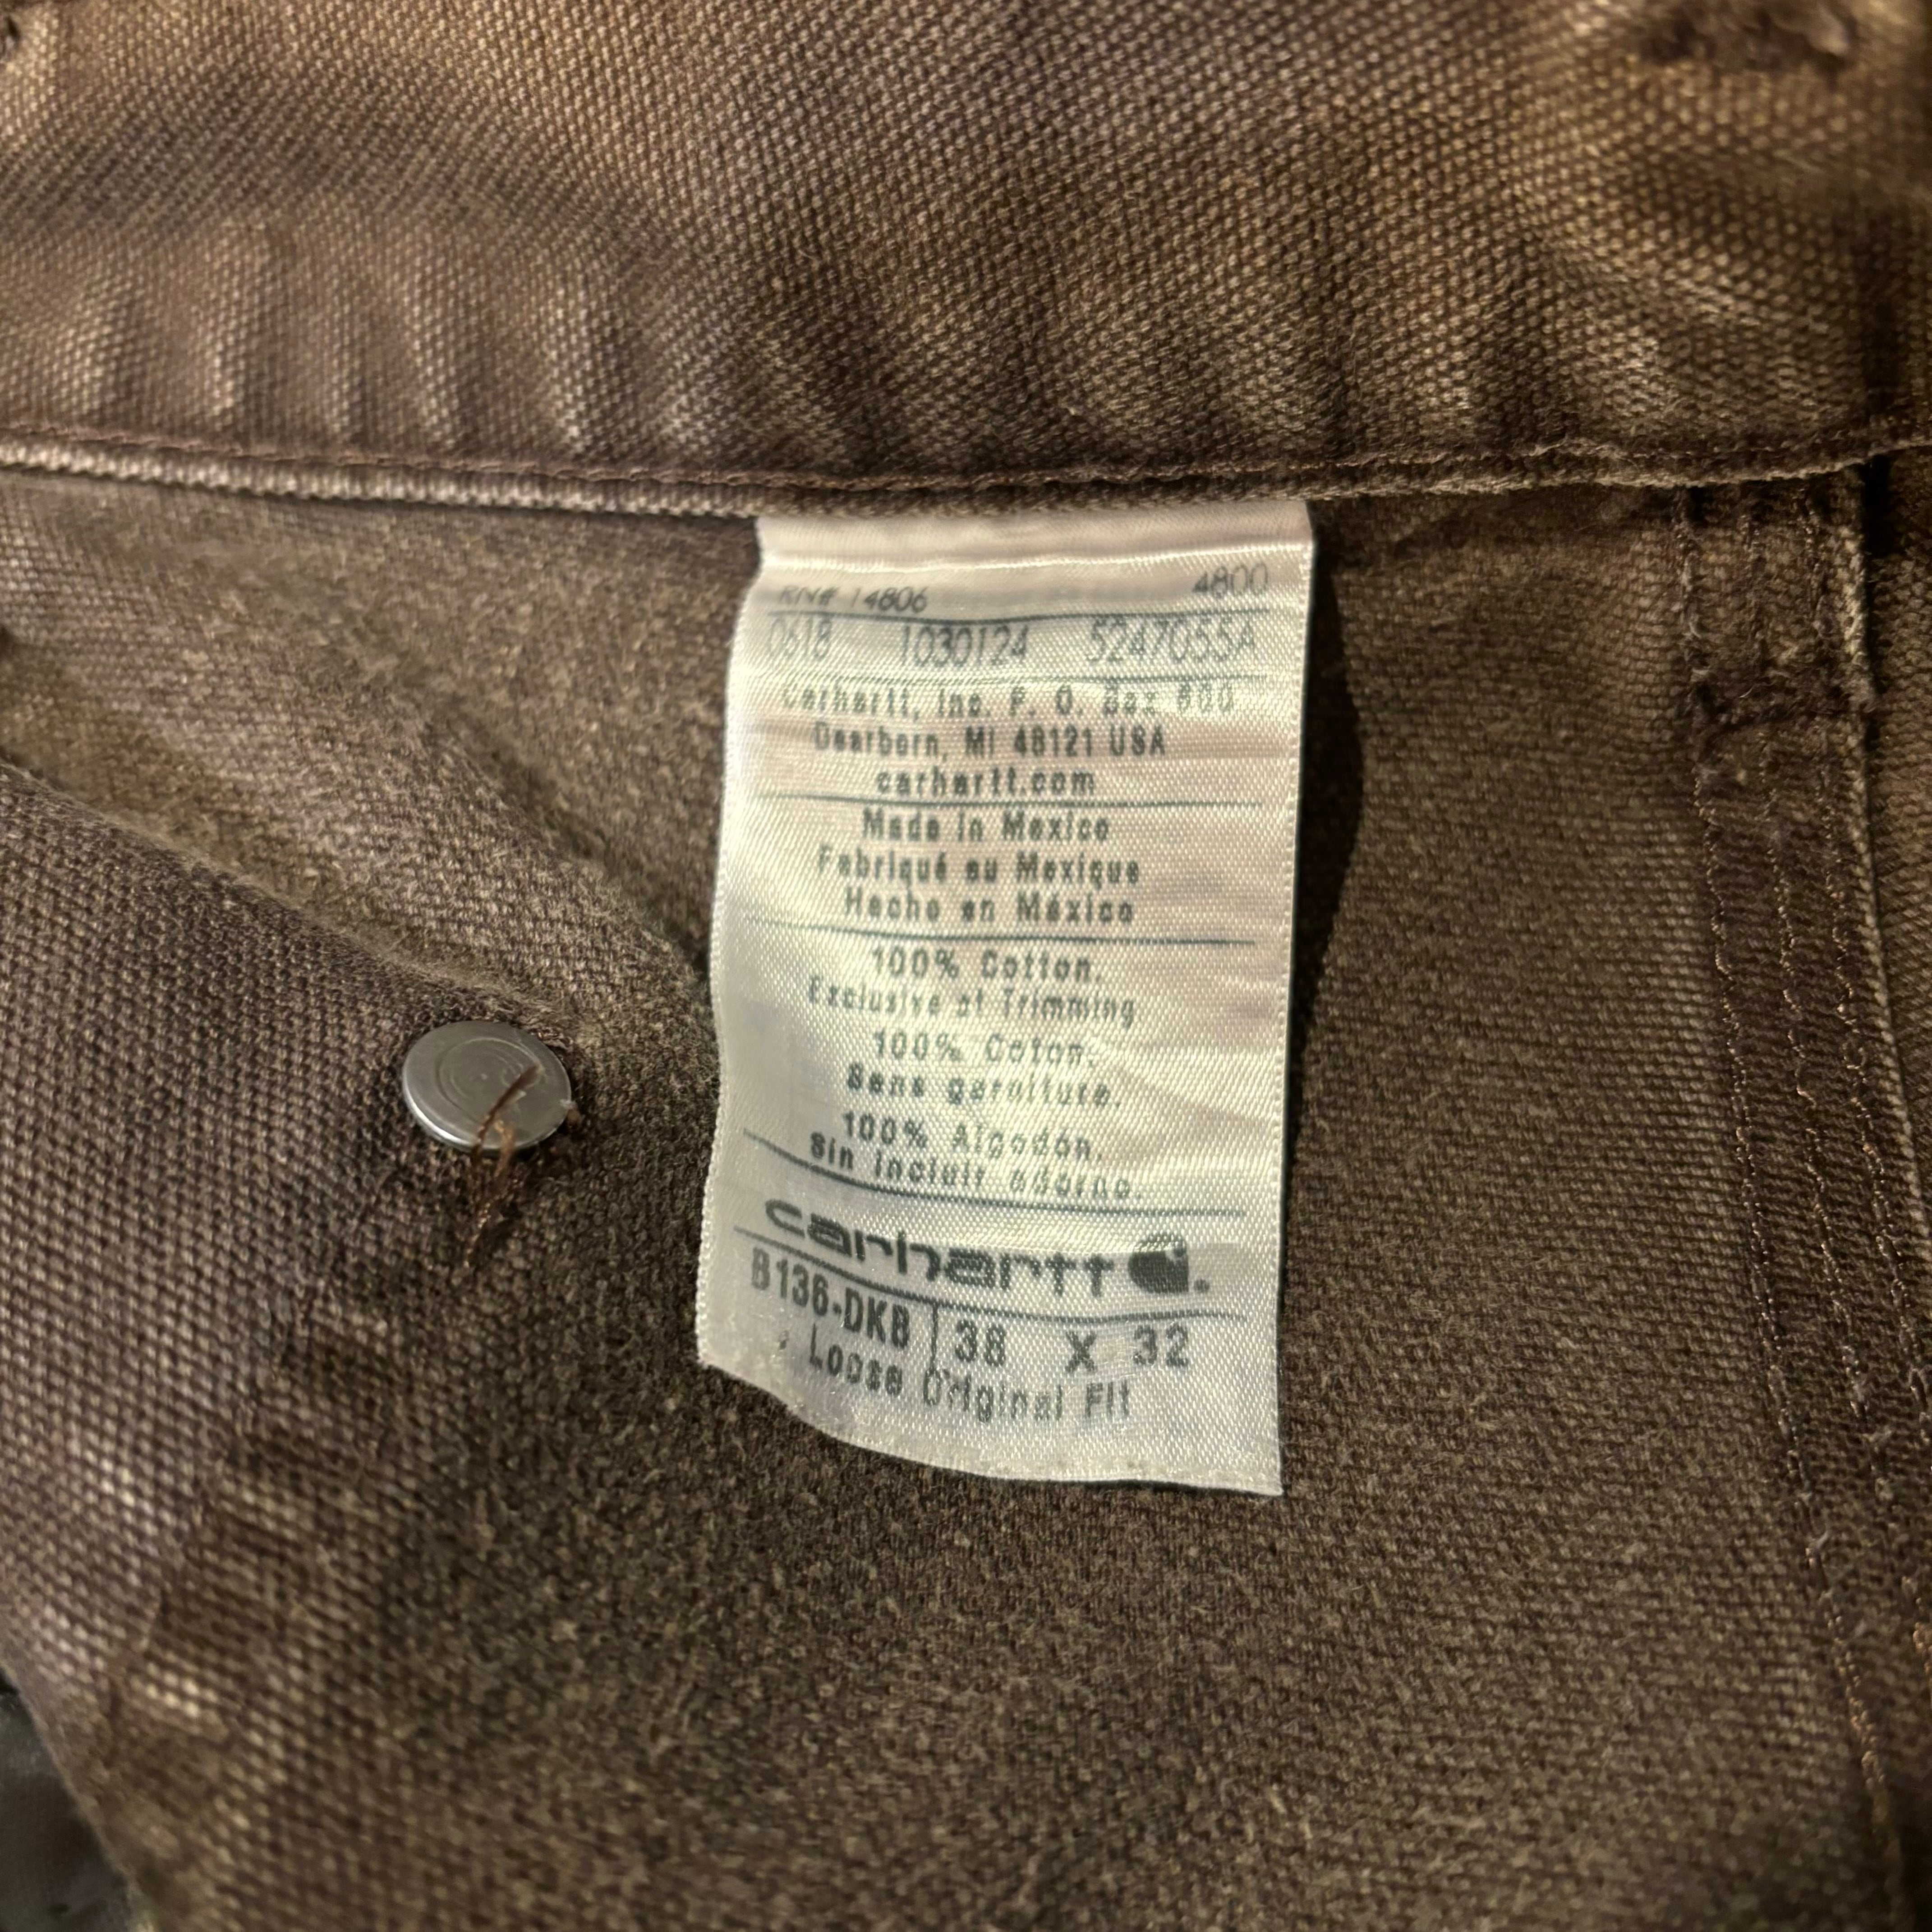 RN# 14806 4800
0618 1030124 5247055A
Carhartt, Inc. P. O. Box 600
Dearborn, MI 48121 USA
carhartt.com
Made in Mexico
Fabriqué au Mexique
Hecho en México
100% Cotton.
Exclusive of Trimming
100% Coton.
Sans garniture.
100% Algodón.
sin incluir adorno.
carhartt
B136-DKB 38 X 32
Loose Original Fit